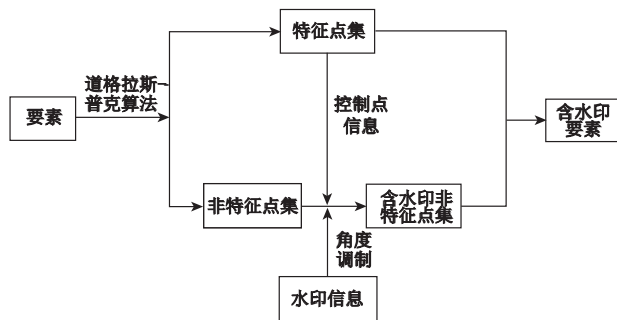 特征点集
道格拉斯-
普克算法
要素
控制点
信息
含水印
要素
非特征点集
含水印非
特征点集
角度
调制
水印信息